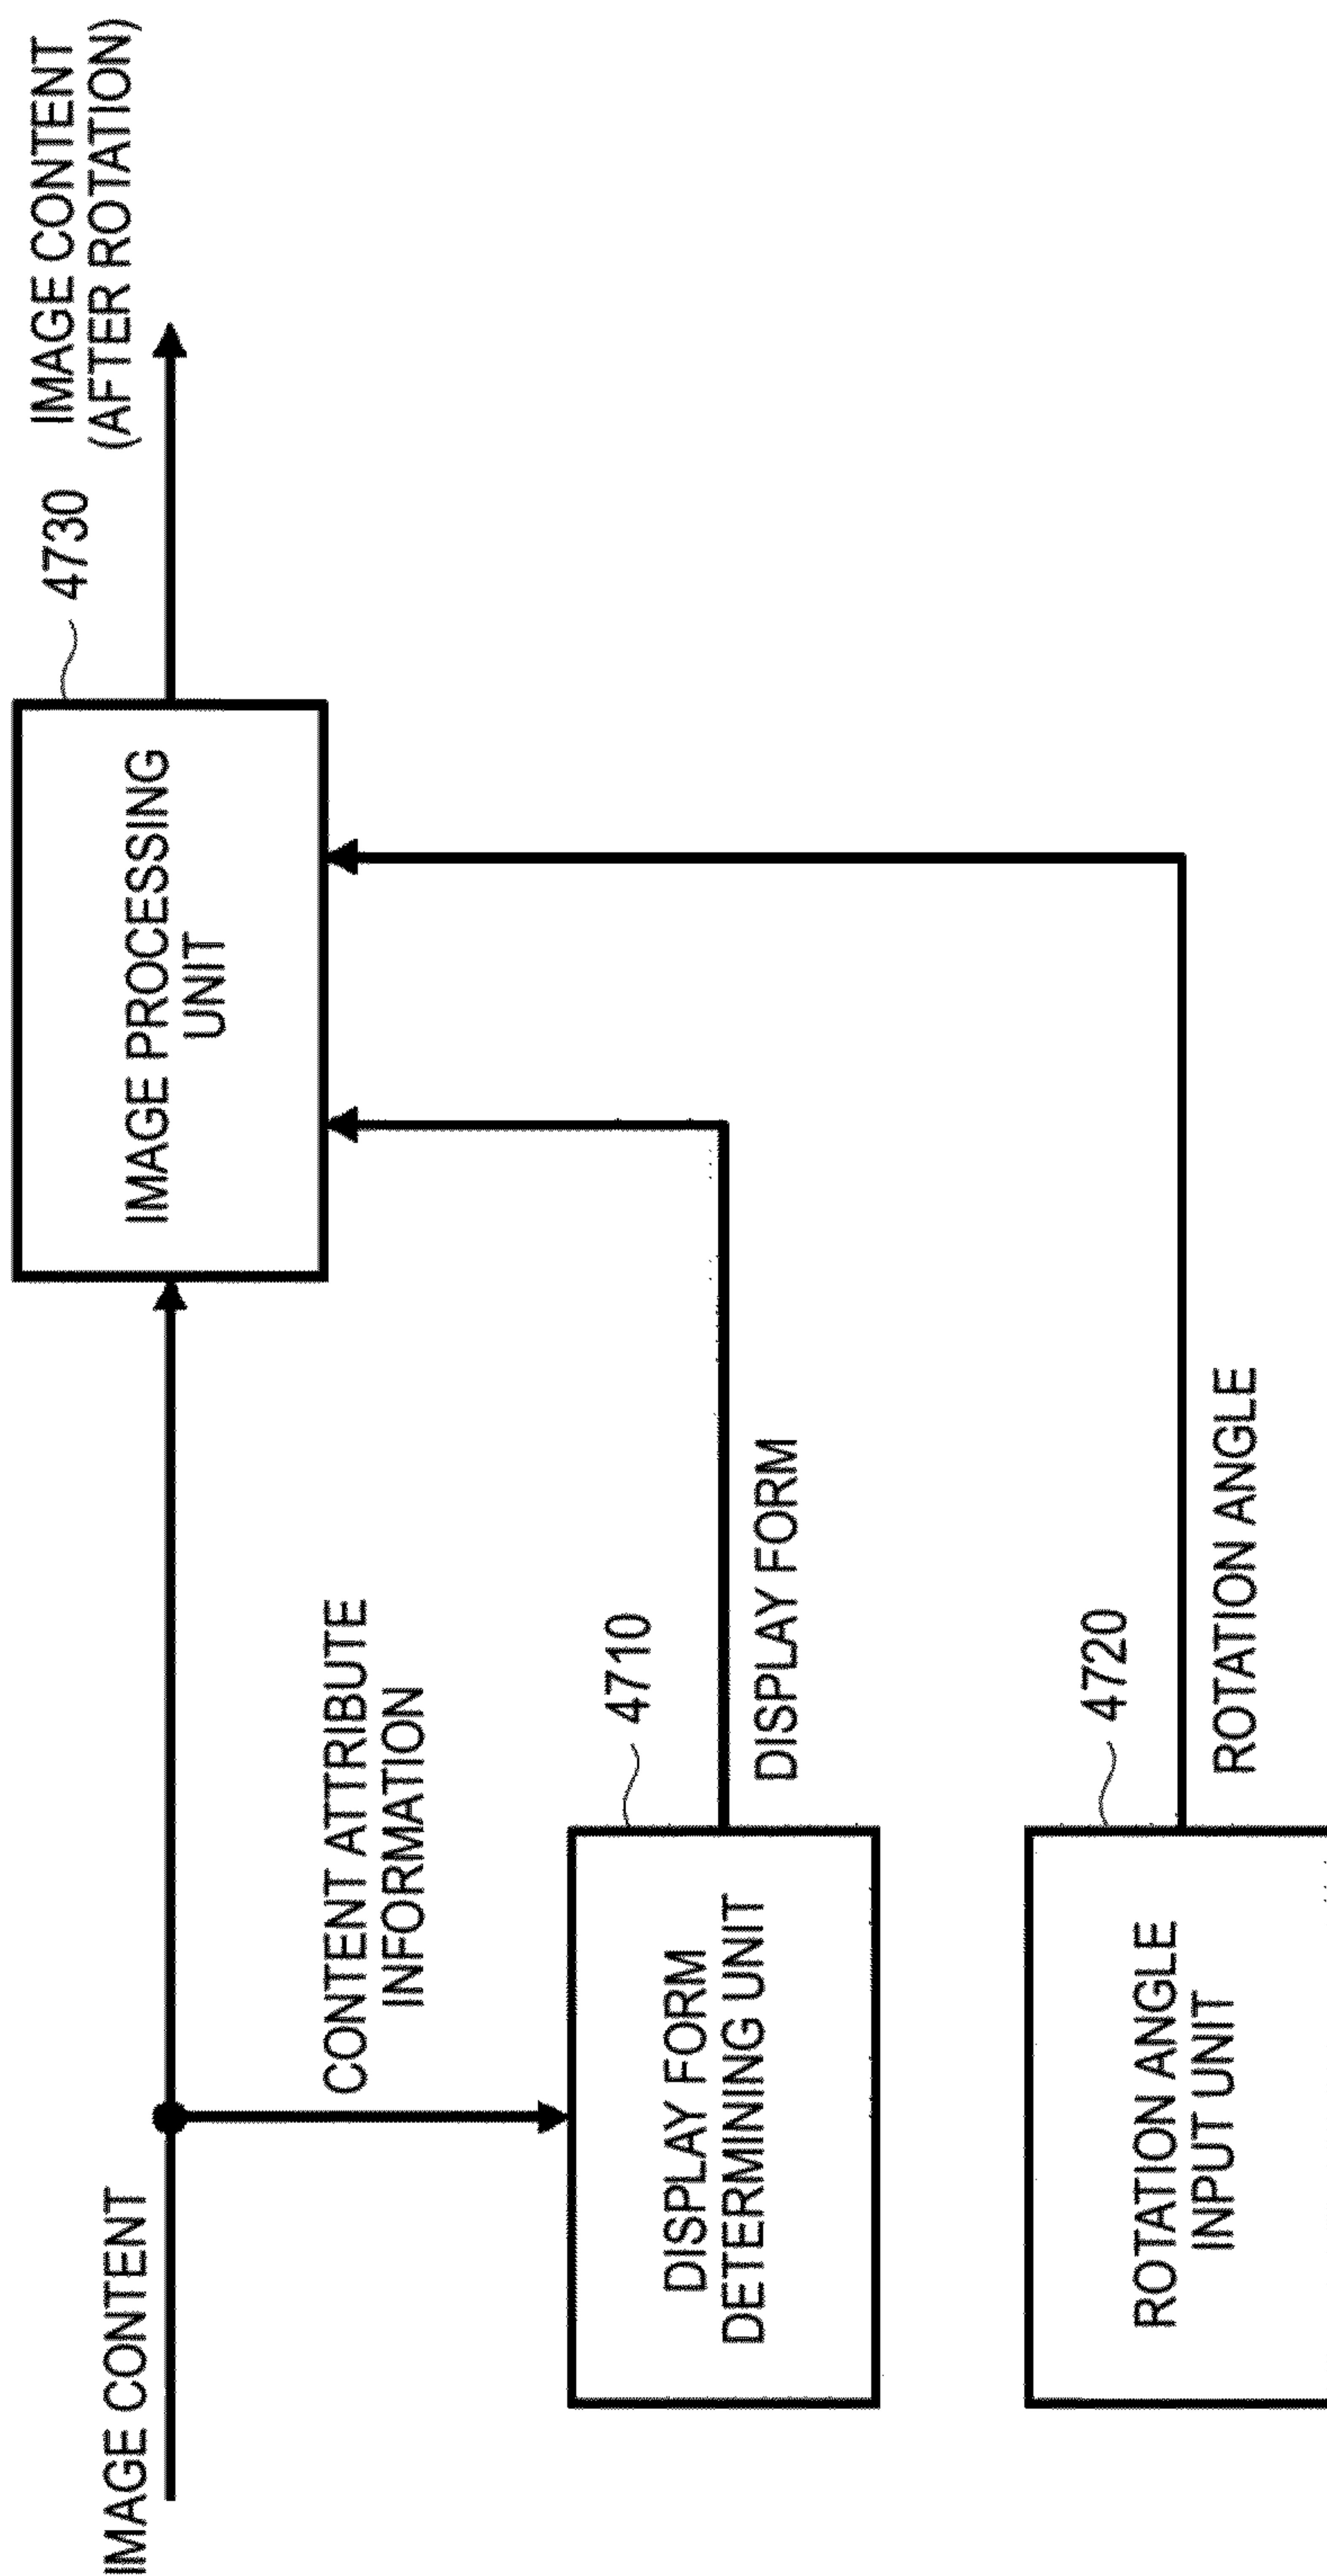 IMAGE CONTENT
CONTENT ATTRIBUTE
INFORMATION
4710
DISPLAY FORM
DETERMINING UNIT
DISPLAY FORM
4720
ROTATION ANGLE
INPUT UNIT
ROTATION ANGLE
4730
IMAGE PROCESSING
UNIT
IMAGE CONTENT
(AFTER ROTATION)